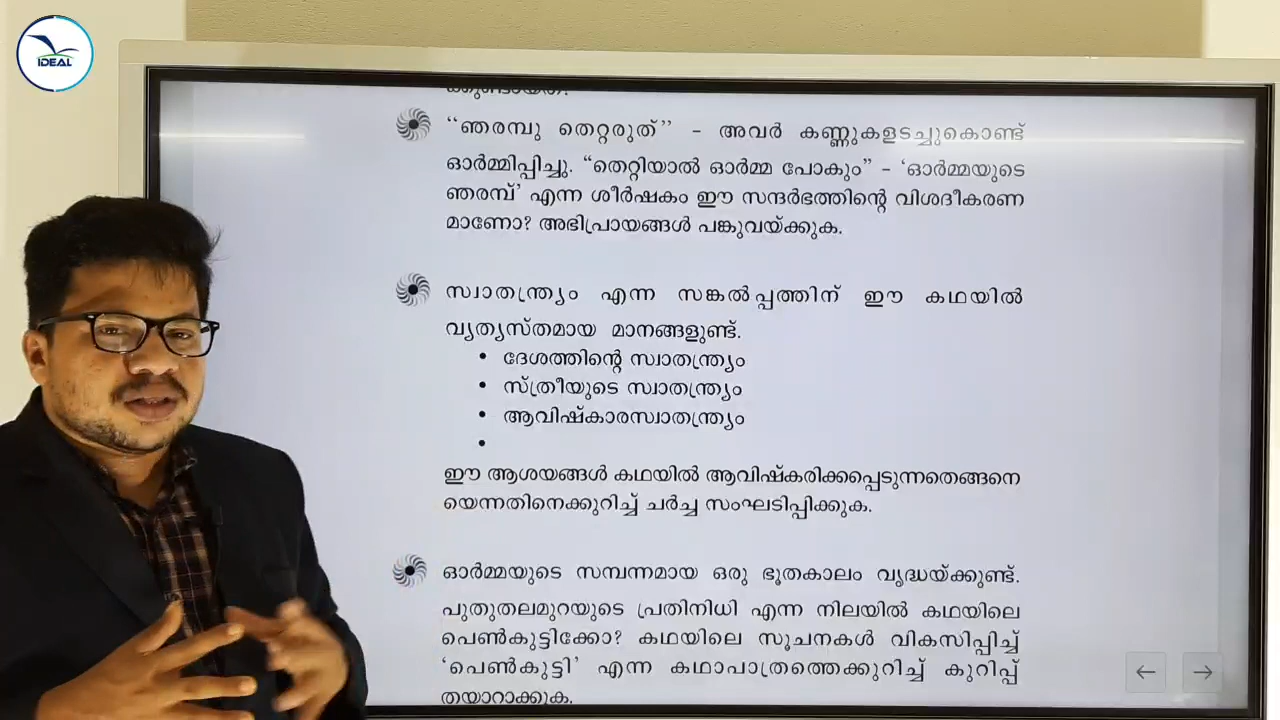 IDEAL
ക്കുണ്ടായത്.
“ഞരമ്പു തെറ്റരുത്” – അവർ കണ്ണുകളടച്ചുകൊണ്ട്
ഓർമ്മിപ്പിച്ചു. “തെറ്റിയാൽ ഓർമ്മ പോകും” – ‘ഓർമ്മയുടെ
ഞരമ്പ്’ എന്ന ശീർഷകം ഈ സന്ദർഭത്തിന്റെ വിശദീകരണ
മാണോ? അഭിപ്രായങ്ങൾ പങ്കുവയ്ക്കുക.
സ്വാതന്ത്ര്യം എന്ന സങ്കൽപ്പത്തിന് ഈ കഥയിൽ
വ്യത്യസ്തമായ മാനങ്ങളുണ്ട്.
• ദേശത്തിന്റെ സ്വാതന്ത്ര്യം
• സ്ത്രീയുടെ സ്വാതന്ത്ര്യം
• ആവിഷ്കാരസ്വാതന്ത്ര്യം
•
ഈ ആശയങ്ങൾ കഥയിൽ ആവിഷ്കരിക്കപ്പെടുന്നതെങ്ങനെ
യെന്നതിനെക്കുറിച്ച് ചർച്ച സംഘടിപ്പിക്കുക.
ഓർമ്മയുടെ സമ്പന്നമായ ഒരു ഭൂതകാലം വൃദ്ധയ്ക്കുണ്ട്.
പുതുതലമുറയുടെ പ്രതിനിധി എന്ന നിലയിൽ കഥയിലെ
പെൺകുട്ടിക്കോ? കഥയിലെ സൂചനകൾ വികസിപ്പിച്ച്
‘പെൺകുട്ടി’ എന്ന കഥാപാത്രത്തെക്കുറിച്ച് കുറിപ്പ്
തയാറാക്കുക.